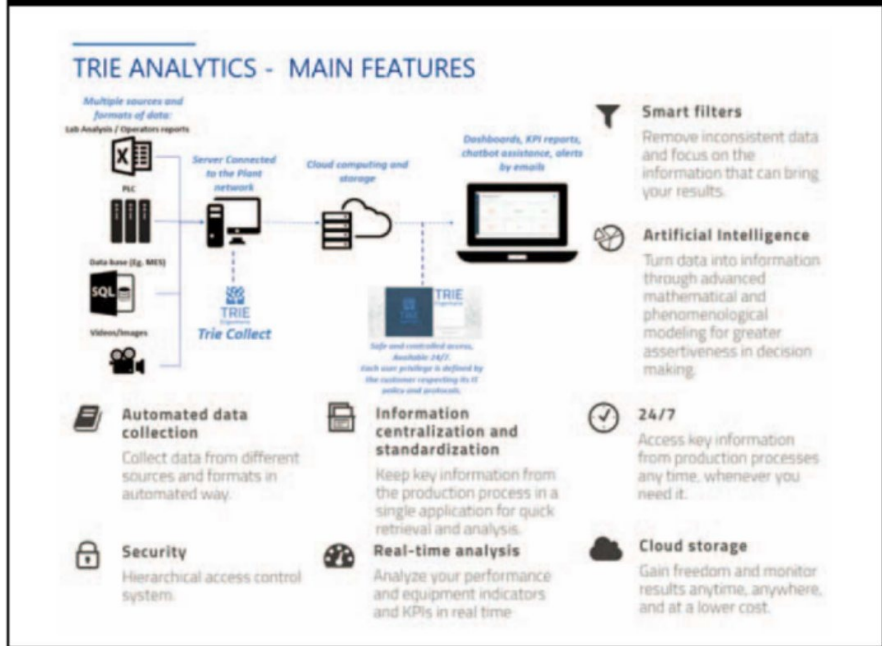 TRIE ANALYTICS - MAIN FEATURES
Multiple sources and
formats of data:
Lab Analysis / Operators reports
X
PLC
Data base (Eg. MES)
SQL
Videos/Images
Server Connected
to the Plant
network
TRIE
Trie Collect
Cloud computing and
storage
TRIE
Safe and controlled access,
Available 24/7.
Each user privilege is defined by
the customer respecting its IT
policy and protocols.
Dashboards, KPI reports,
chatbot assistance, alerts
by emails
Smart filters
Remove inconsistent data
and focus on the
information that can bring
your results.
Artificial Intelligence
Turn data into information
through advanced
mathematical and
phenomenological
modeling for greater
assertiveness in decision
making.
Automated data
collection
Collect data from different
sources and formats in
automated way.
Information
centralization and
standardization
Keep key information from
the production process in a
single application for quick
retrieval and analysis.
24/7
Access key information
from production processes
any time, whenever you
need it.
Security
Hierarchical access control
system.
Real-time analysis
Analyze your performance
and equipment indicators
and KPIs in real time
Cloud storage
Gain freedom and monitor
results anytime, anywhere,
and at a lower cost.